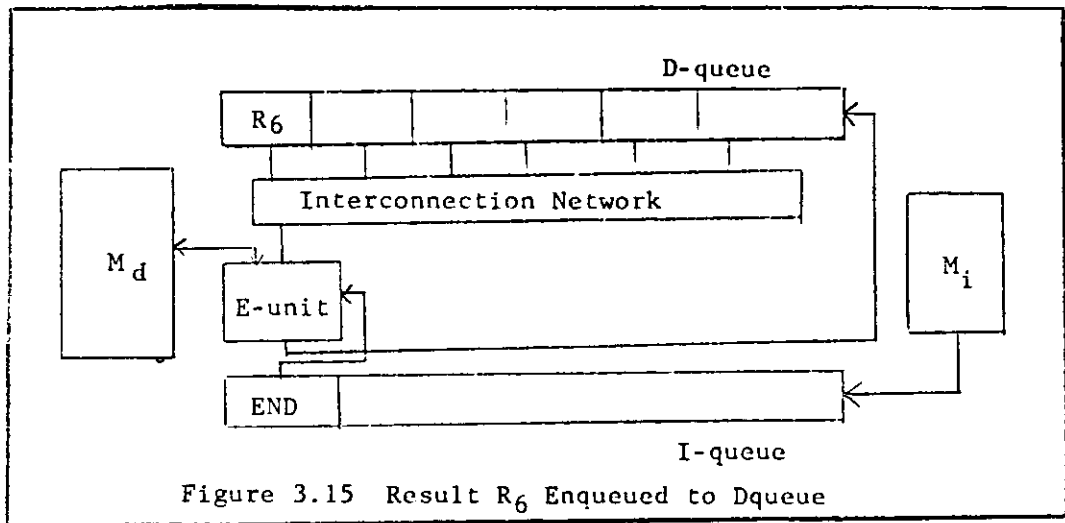 D-queue
R6
Interconnection Network
Md
Mi
E-unit
END
I-queue
Figure 3.15 Result R6 Enqueued to Dqueue